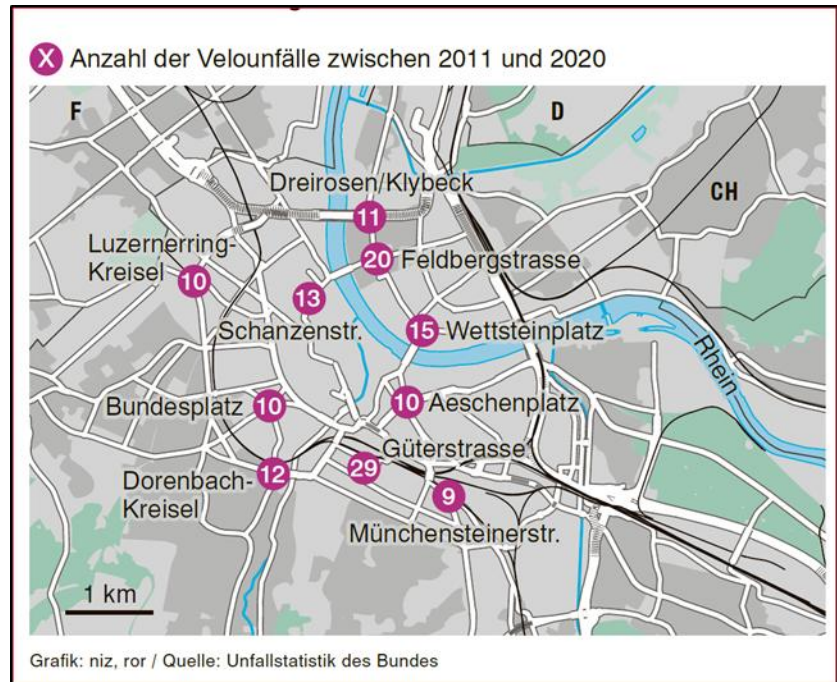 X Anzahl der Velounfälle zwischen 2011 und 2020
F
D
CH
Dreirosen/Klybeck
11
Luzernerring-
Kreisel
10
20 Feldbergstrasse
13
Schanzenstr.
15 Wettsteinplatz
Rhein
Bundesplatz 10
10 Aeschenplatz
Güterstrasse
29
Dorenbach-
Kreisel
12
9
Münchensteinerstr.
1 km
Grafik: niz, ror / Quelle: Unfallstatistik des Bundes